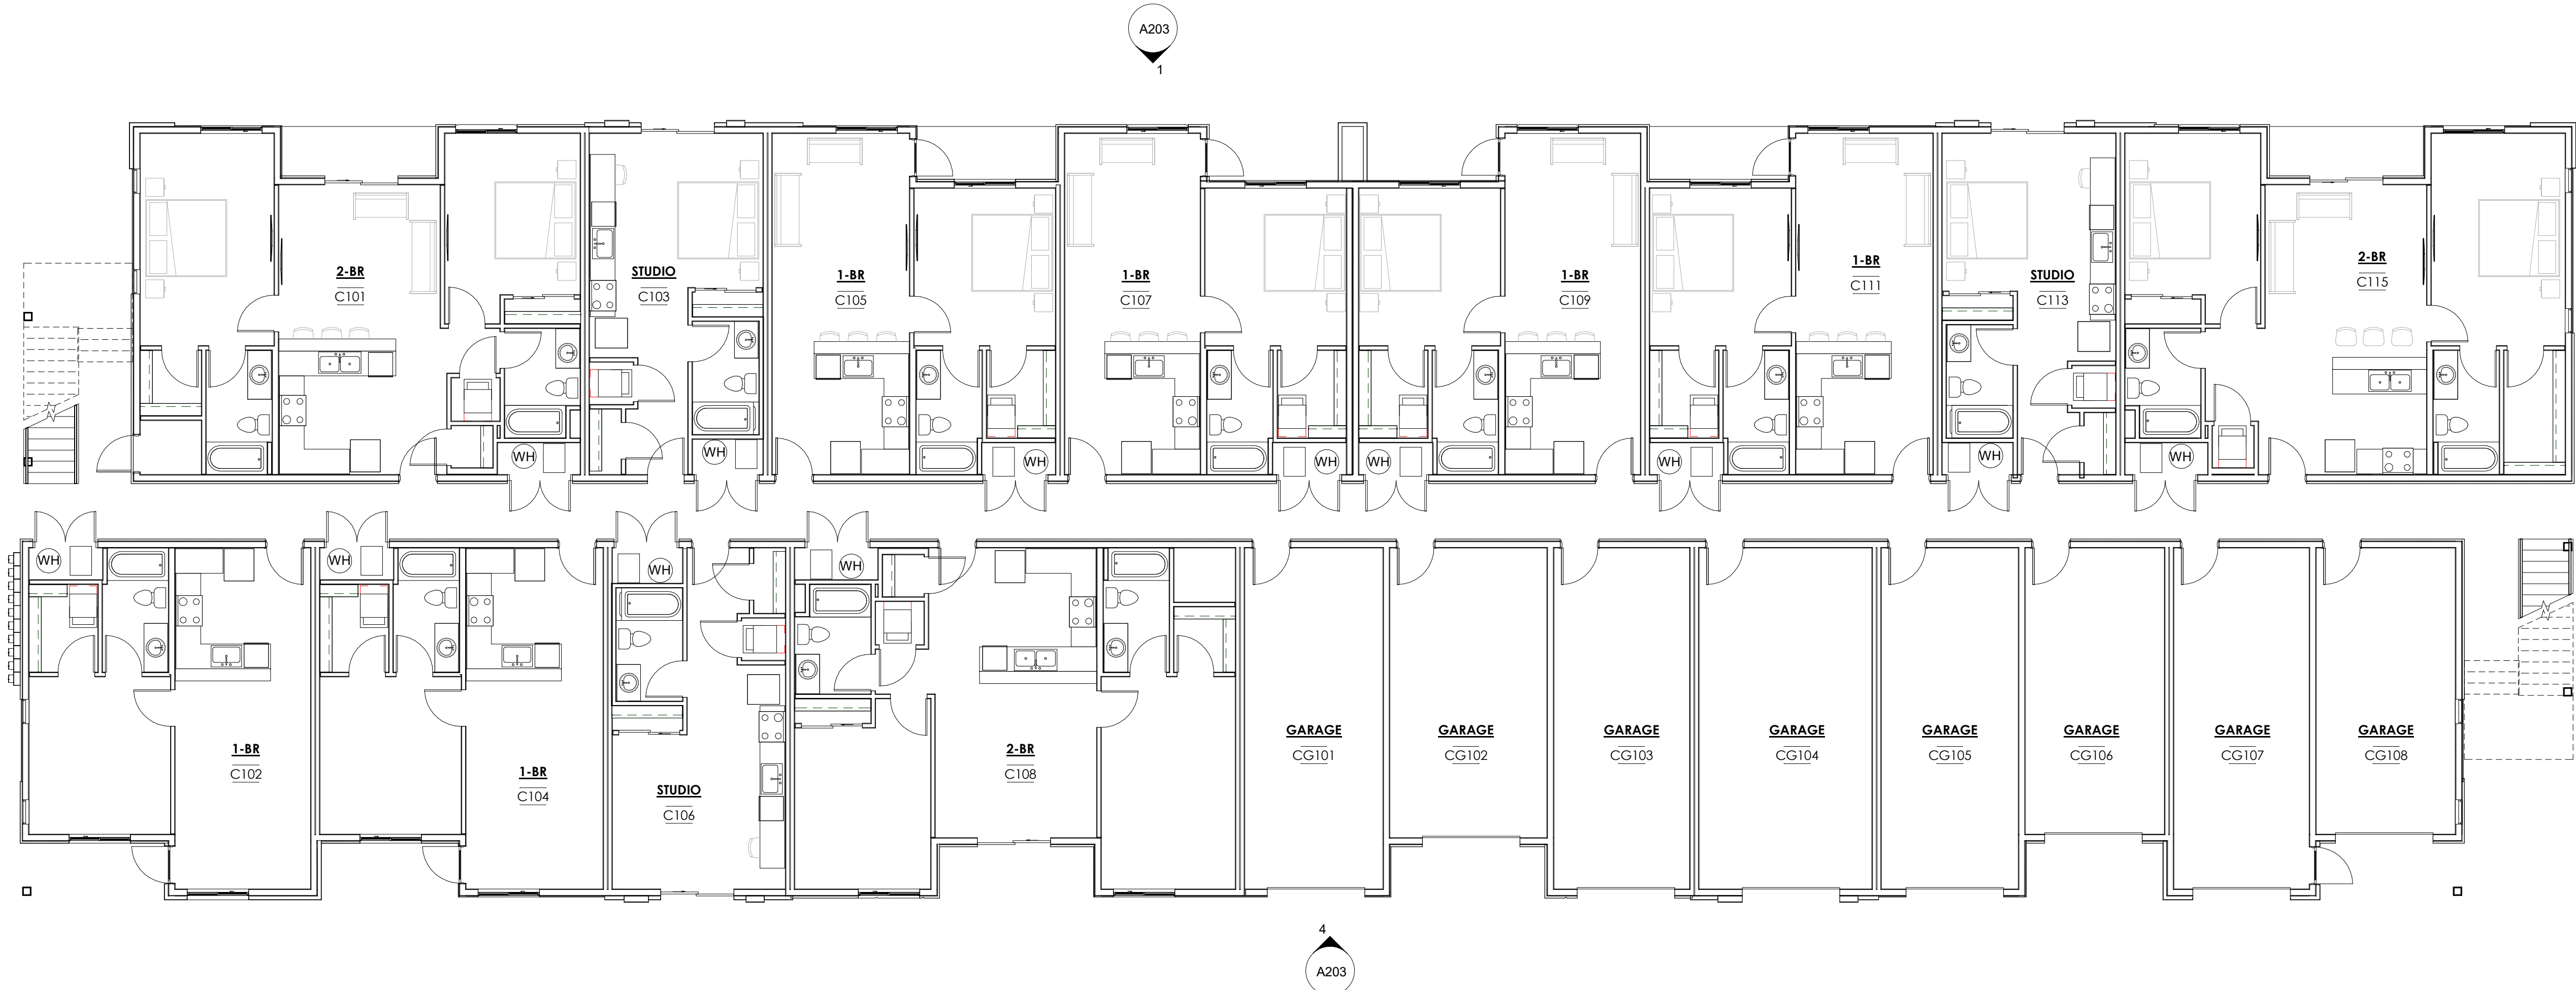 A203
1
2-BR
C101
STUDIO
C103
1-BR
C105
1-BR
C107
1-BR
C109
1-BR
C111
STUDIO
C113
2-BR
C115
WH
WH
WH
WH
WH
WH
WH
WH
WH
WH
WH
WH
1-BR
C102
1-BR
C104
STUDIO
C106
2-BR
C108
GARAGE
CG101
GARAGE
CG102
GARAGE
CG103
GARAGE
CG104
GARAGE
CG105
GARAGE
CG106
GARAGE
CG107
GARAGE
CG108
4
A203